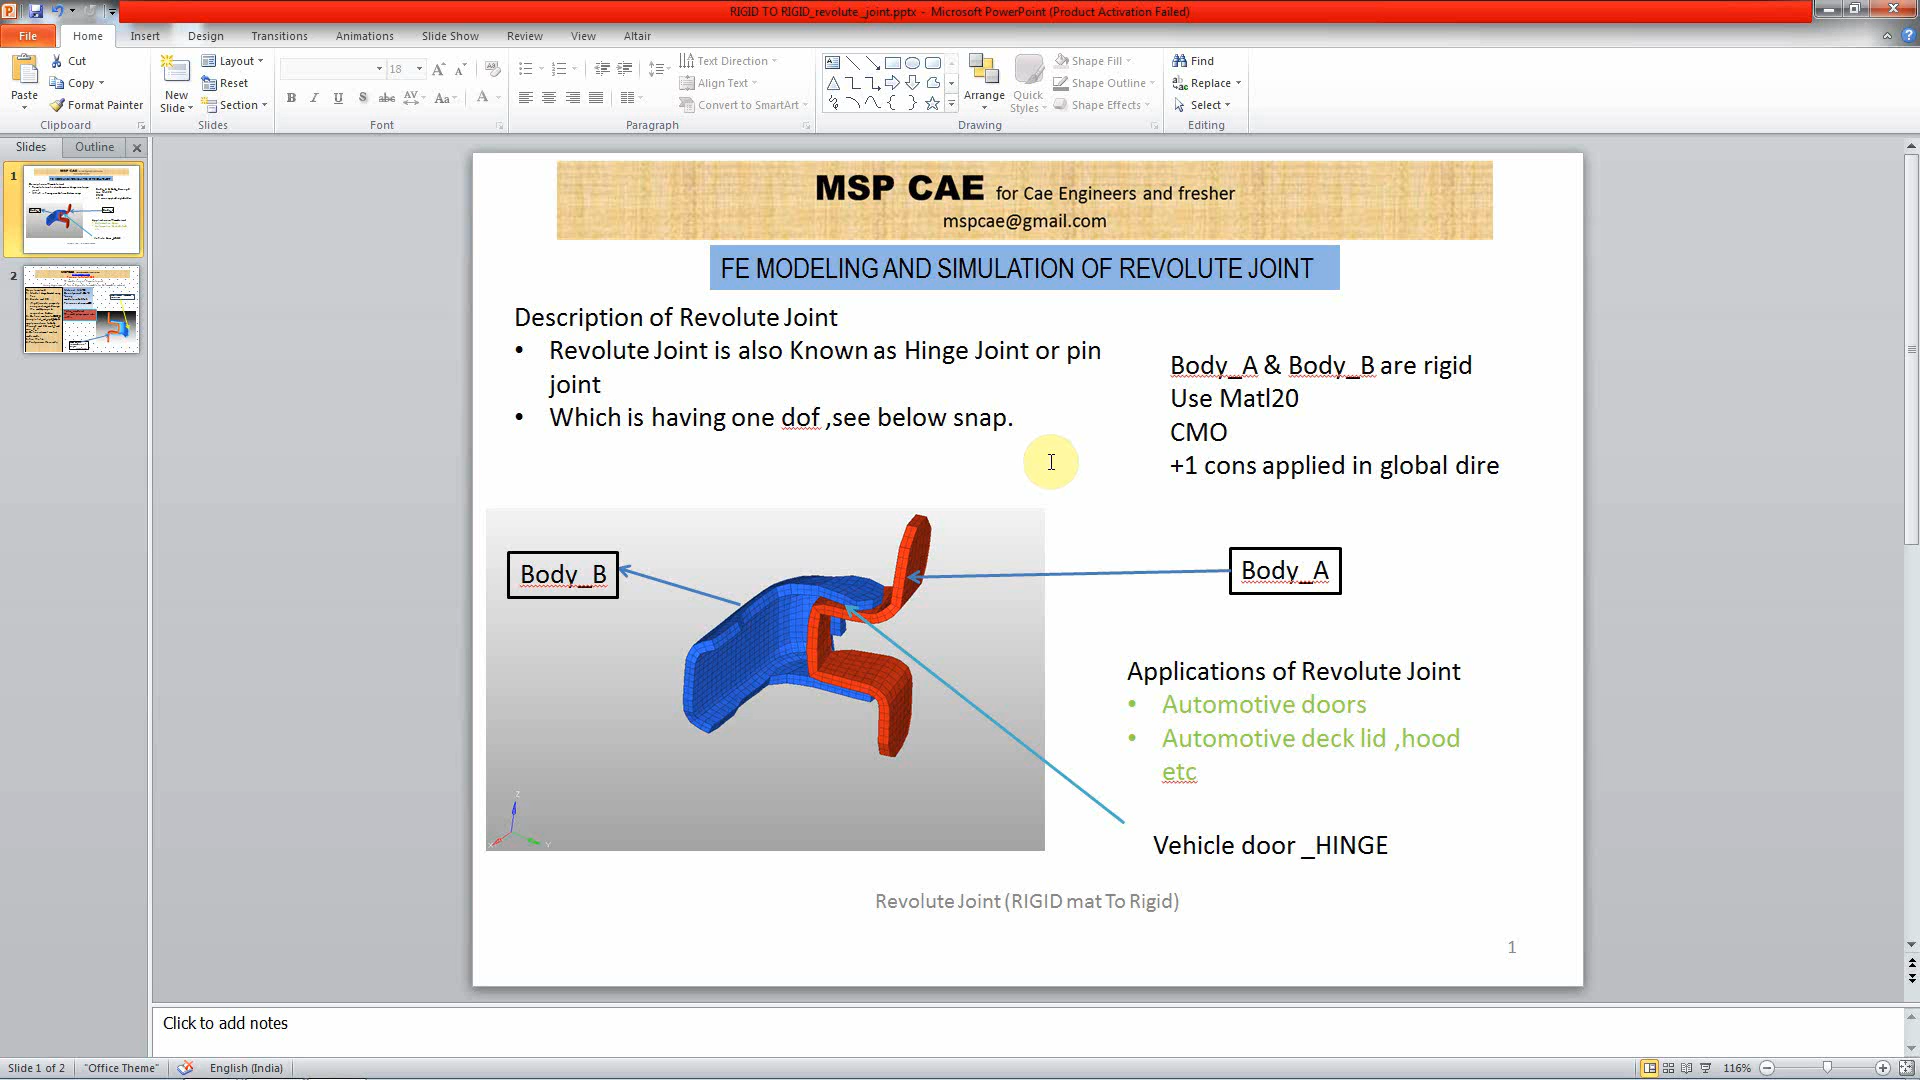 RIGID TO RIGID_revolute_joint.pptx - Microsoft PowerPoint (Product Activation Failed)
File Home Insert Design Transitions Animations Slide Show Review View Altair
Paste
Cut
Copy
Format Painter
Clipboard
New Slide
Layout
Reset
Section
Slides
18
Font
Text Direction
Align Text
Convert to SmartArt
Paragraph
Arrange
Quick Styles
Shape Fill
Shape Outline
Shape Effects
Drawing
Find
Replace
Select
Editing
Slides Outline
1
2
MSP CAE for Cae Engineers and fresher
mspcae@gmail.com
FE MODELING AND SIMULATION OF REVOLUTE JOINT
Description of Revolute Joint
• Revolute Joint is also Known as Hinge Joint or pin
joint
• Which is having one dof ,see below snap.
Body_A & Body_B are rigid
Use Matl20
CMO
+1 cons applied in global dire
Body_B
Body_A
Applications of Revolute Joint
• Automotive doors
• Automotive deck lid ,hood
etc
Vehicle door _HINGE
Z
X
Y
Revolute Joint (RIGID mat To Rigid)
1
Click to add notes
Slide 1 of 2 "Office Theme" English (India) 116%